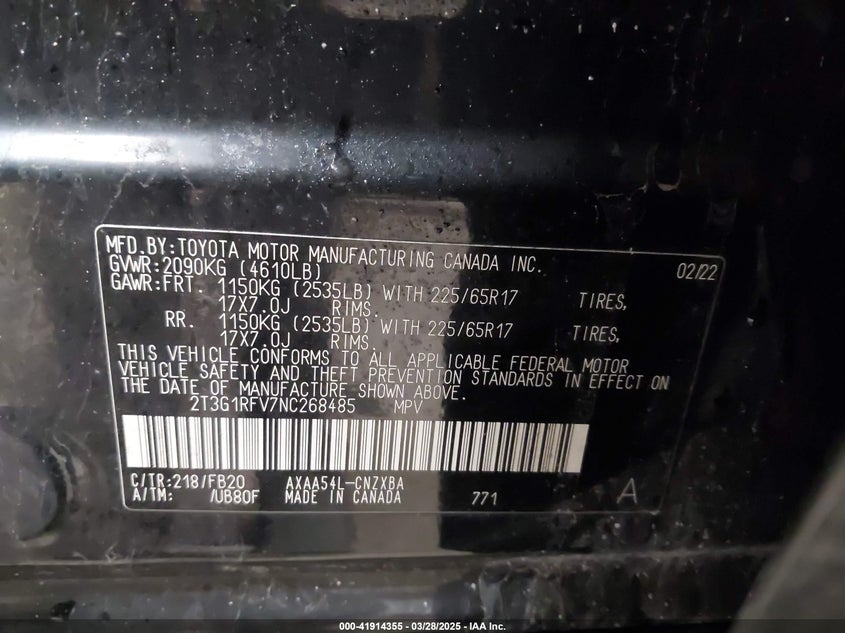 MFD.BY:TOYOTA MOTOR MANUFACTURING CANADA INC. 02/22
GVWR:2090KG (4610LB)
GAWR:FRT. 1150KG (2535LB) WITH 225/65R17 TIRES,
17X7.0J RIMS.
RR. 1150KG (2535LB) WITH 225/65R17 TIRES,
17X7.0J RIMS.
THIS VEHICLE CONFORMS TO ALL APPLICABLE FEDERAL MOTOR
VEHICLE SAFETY AND THEFT PREVENTION STANDARDS IN EFFECT ON
THE DATE OF MANUFACTURE SHOWN ABOVE.
2T3G1RFV7NC268485 MPV
C/TR:218/FB20 AXAA54L-CNZXBA
A/TM: /UB80F MADE IN CANADA 771 A
000-41914355 - 03/28/2025 - IAA Inc.